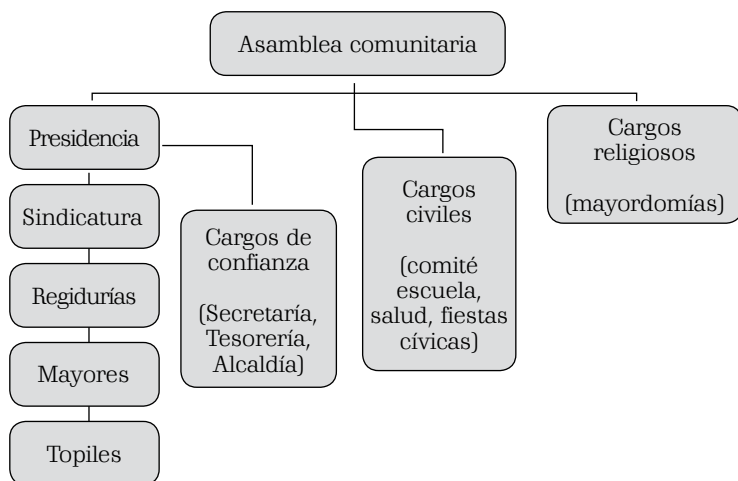 Asamblea comunitaria
Presidencia
Sindicatura
Regidurías
Mayores
Topiles
Cargos de
confianza
(Secretaría,
Tesorería,
Alcaldía)
Cargos
civiles
(comité
escuela,
salud, fiestas
cívicas)
Cargos
religiosos
(mayordomías)